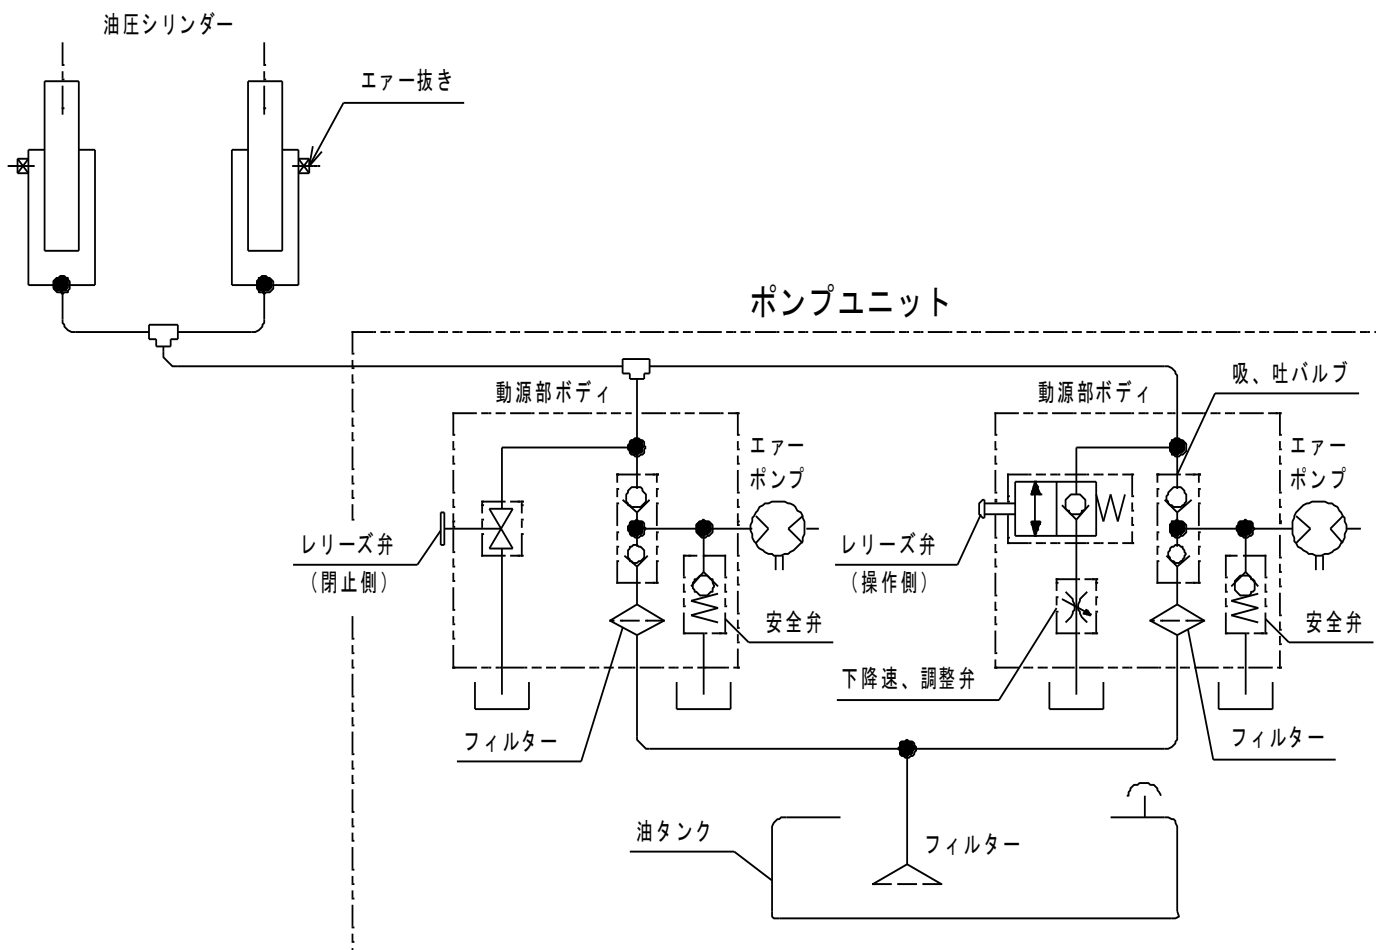 油圧シリンダー
エァー抜き
ポンプユニット
吸、吐バルブ
動源部ボディ
動源部ボディ
エァー
ポンプ
エァー
ポンプ
レリーズ弁
(閉止側)
レリーズ弁
(操作側)
安全弁
安全弁
下降速、調整弁
フィルター
フィルター
油タンク
フィルター